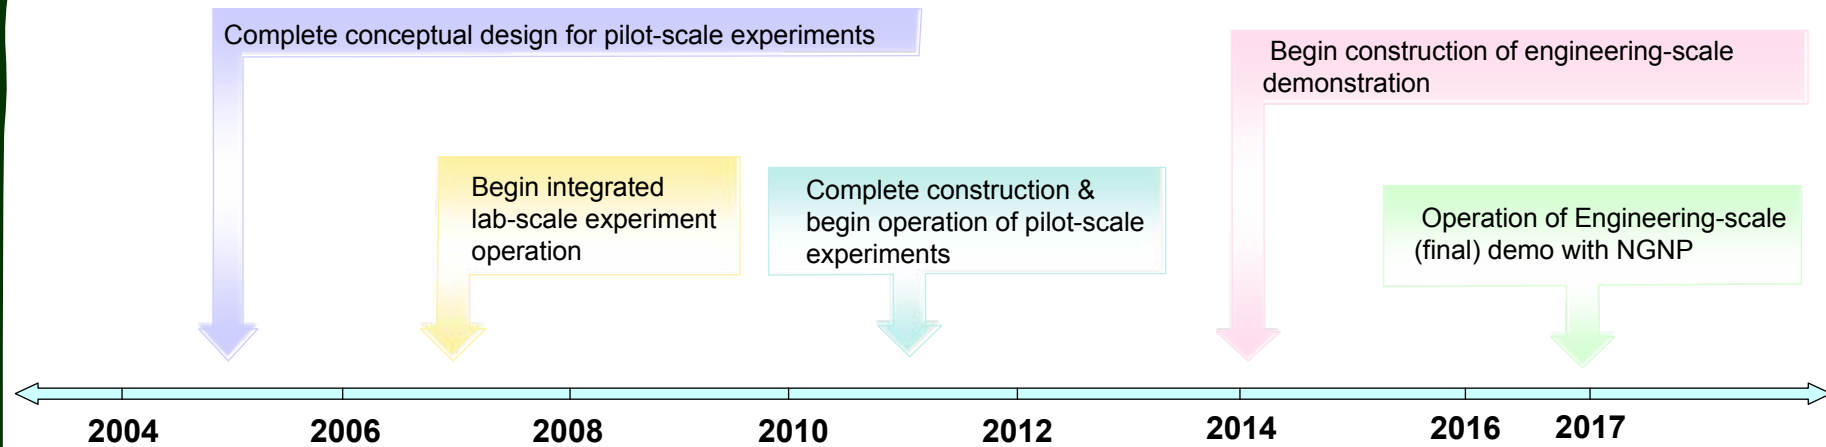 Complete conceptual design for pilot-scale experiments
Begin construction of engineering-scale
demonstration
Begin integrated
lab-scale experiment
operation
Complete construction &
begin operation of pilot-scale
experiments
Operation of Engineering-scale
(final) demo with NGNP
2004 2006 2008 2010 2012 2014 2016 2017